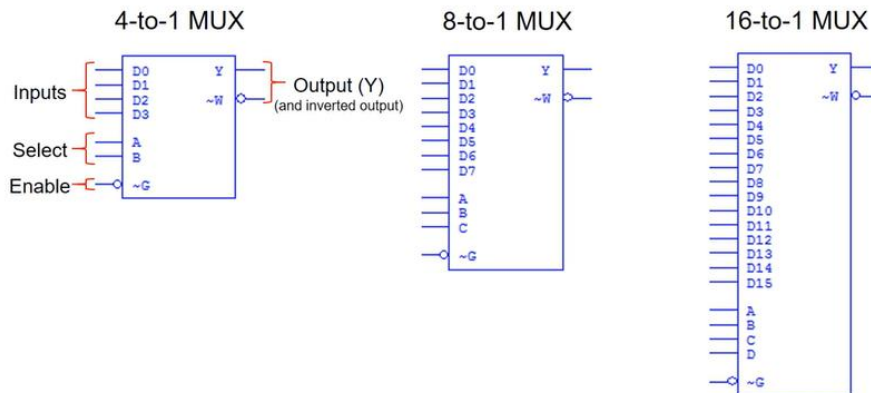 4-to-1 MUX
Inputs
Select
Enable
D0
D1
D2
D3
A
B
~G
Y
~W
Output (Y)
(and inverted output)
8-to-1 MUX
D0
D1
D2
D3
D4
D5
D6
D7
A
B
C
~G
Y
~W
16-to-1 MUX
D0
D1
D2
D3
D4
D5
D6
D7
D8
D9
D10
D11
D12
D13
D14
D15
A
B
C
D
~G
Y
~W